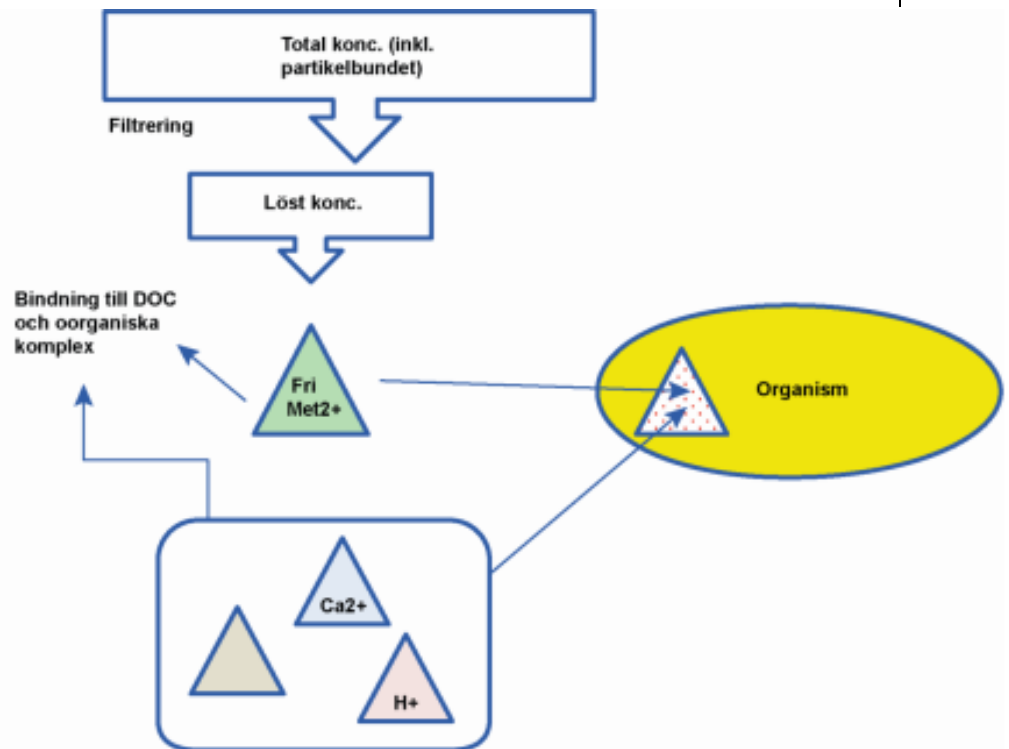 Total konc. (inkl.
partikelbundet)
Filtrering
Löst konc.
Bindning till DOC
och oorganiska
komplex
Fri
Met2+
Organism
Ca2+
H+